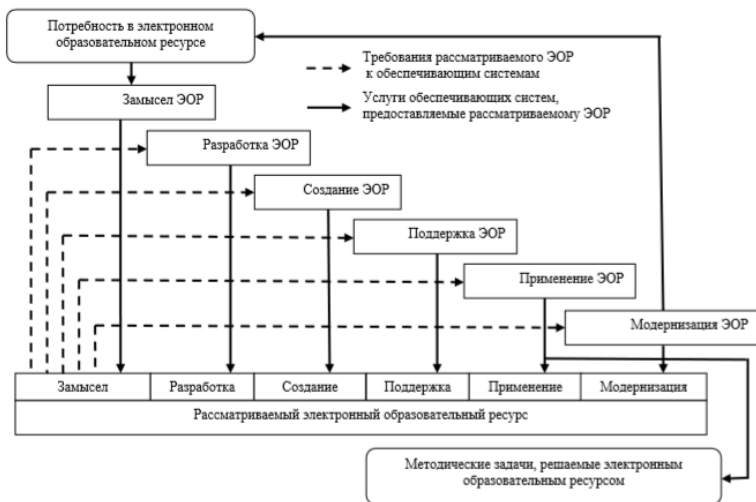 Потребность в электронном
образовательном ресурсе
Требования рассматриваемого ЭОР
к обеспечивающим системам
Замысел ЭОР
Услуги обеспечивающих систем,
предоставляемые рассматриваемому ЭОР
Разработка ЭОР
Создание ЭОР
Поддержка ЭОР
Применение ЭОР
Модернизация ЭОР
Замысел Разработка Создание Поддержка Применение Модернизация
Рассматриваемый электронный образовательный ресурс
Методические задачи, решаемые электронным
образовательным ресурсом